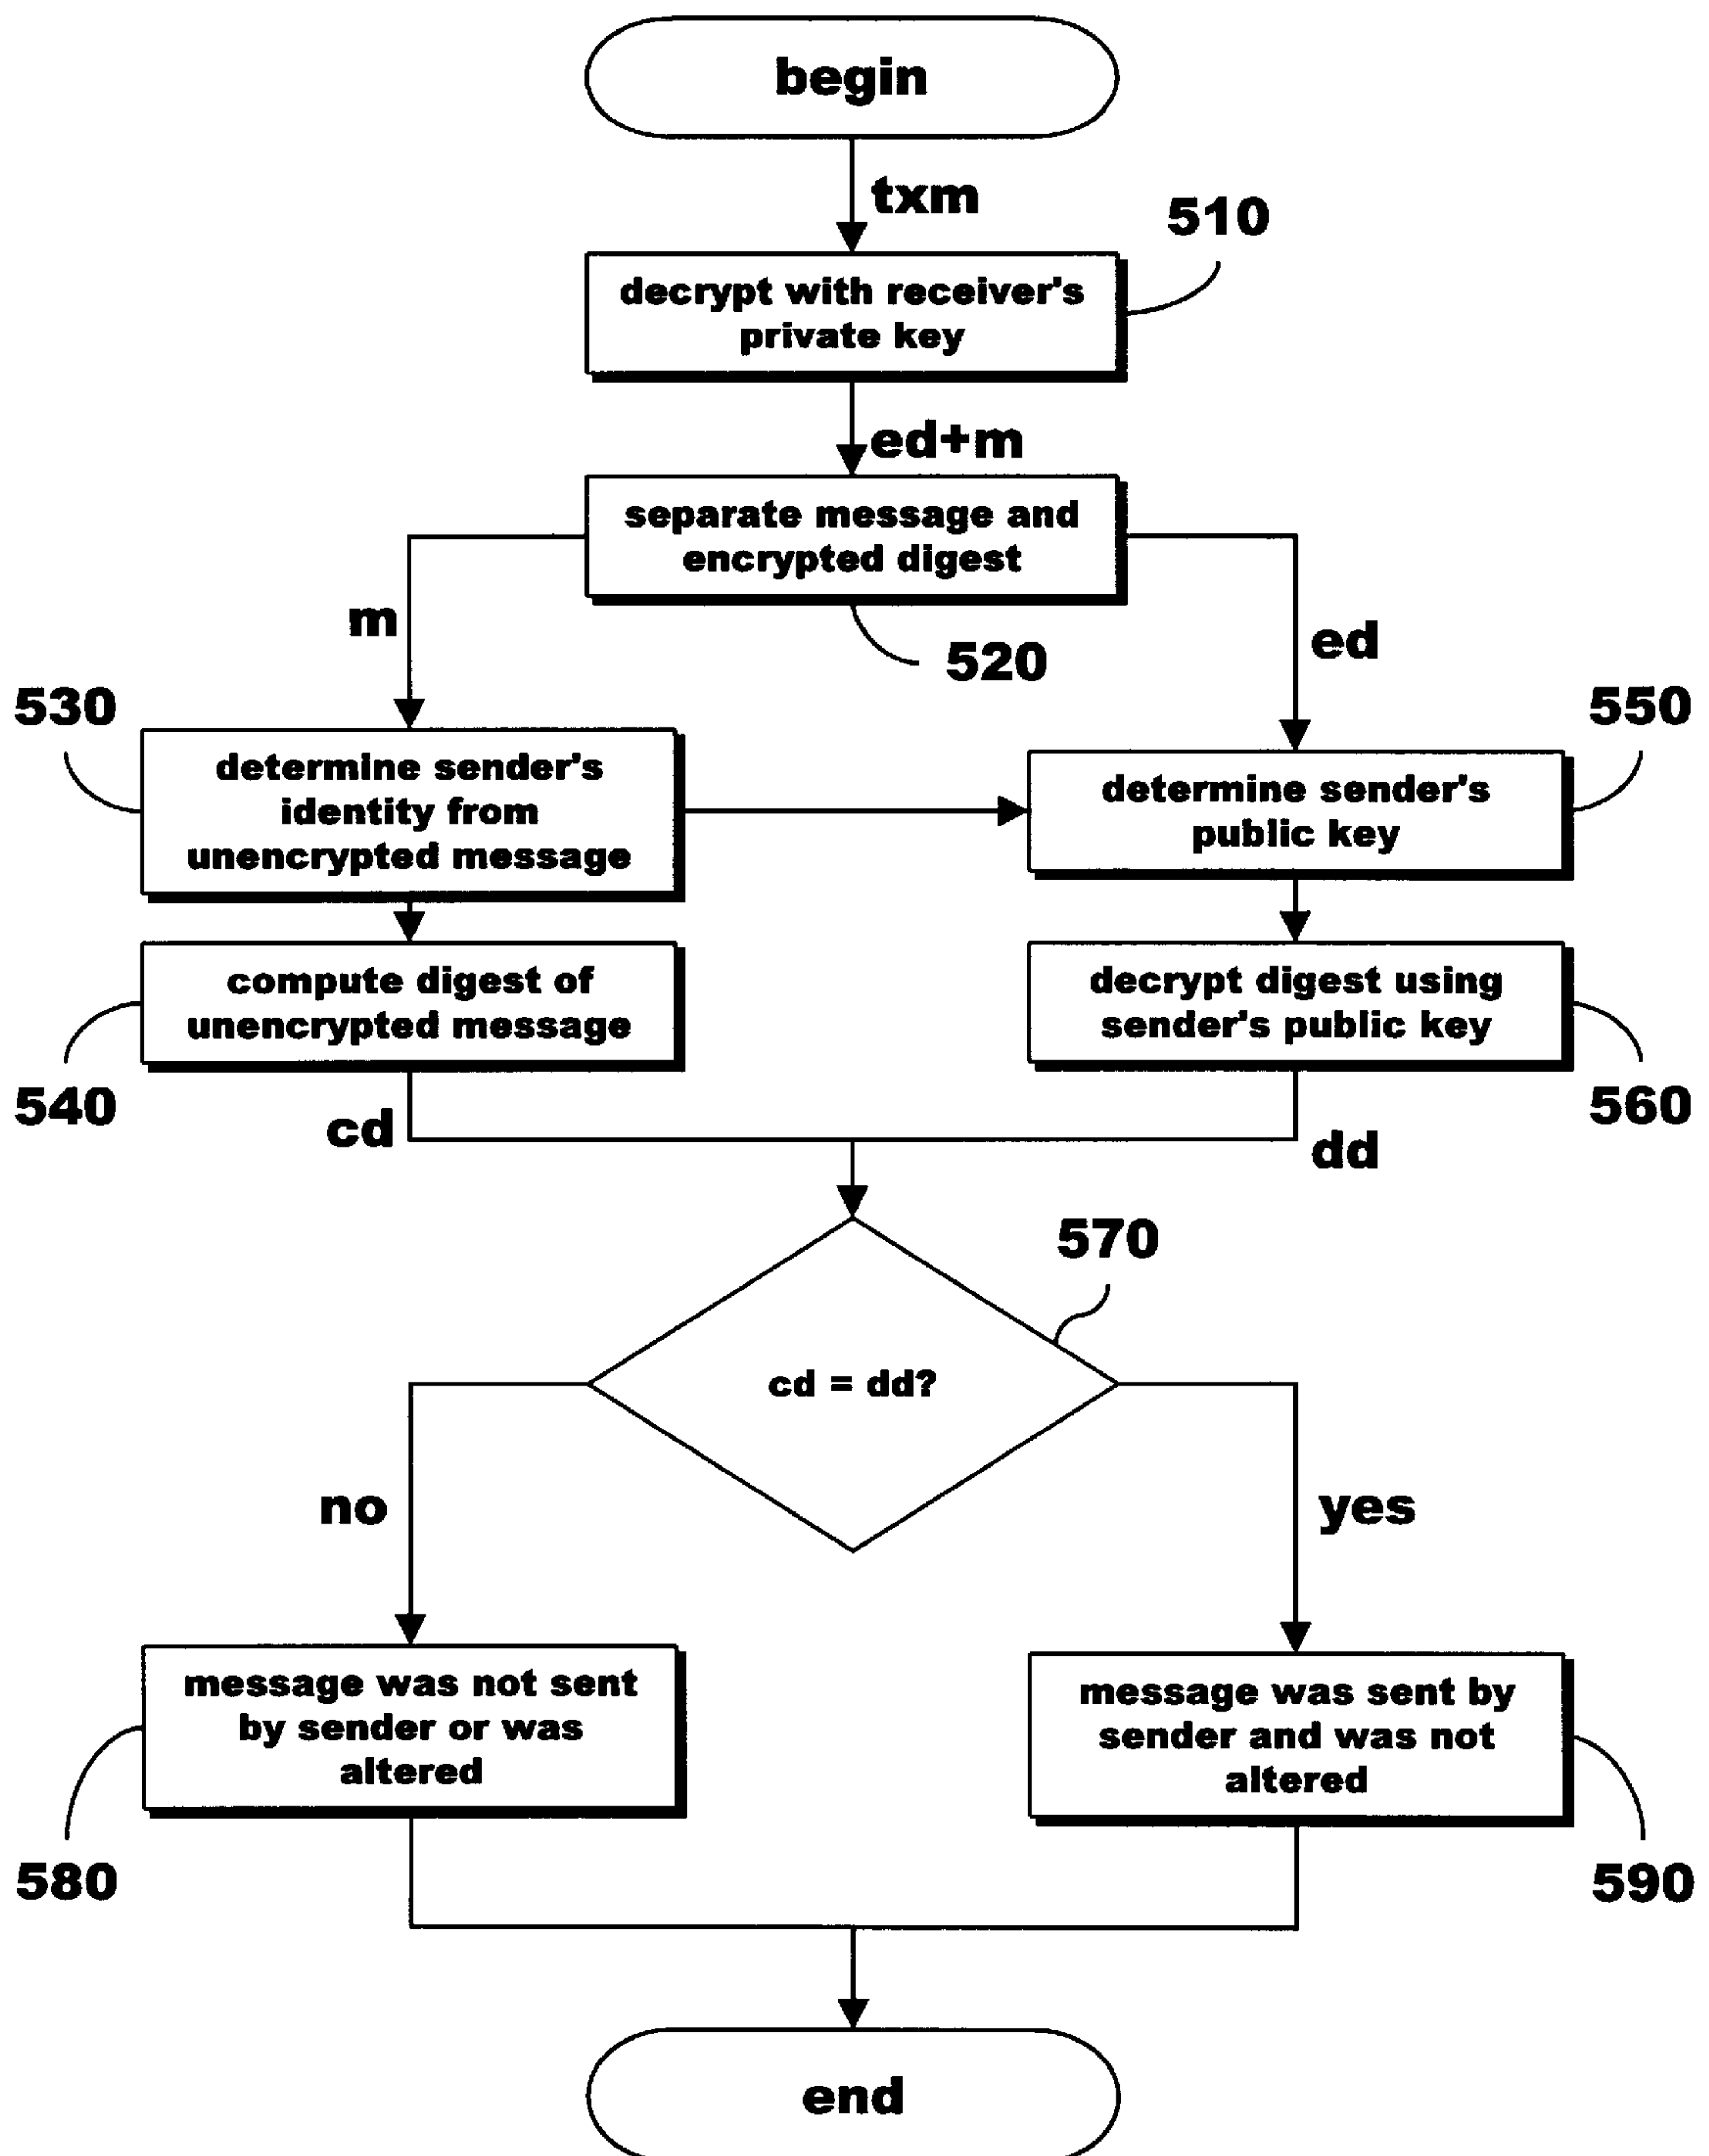 begin
txm
510
decrypt with receiver's
private key
ed+m
separate message and
encrypted digest
m
520
ed
530
550
determine sender's
identity from
unencrypted message
determine sender's
public key
compute digest of
unencrypted message
decrypt digest using
sender's public key
540
560
cd
dd
570
cd = dd?
no
yes
message was not sent
by sender or was
altered
message was sent by
sender and was not
altered
580
590
end